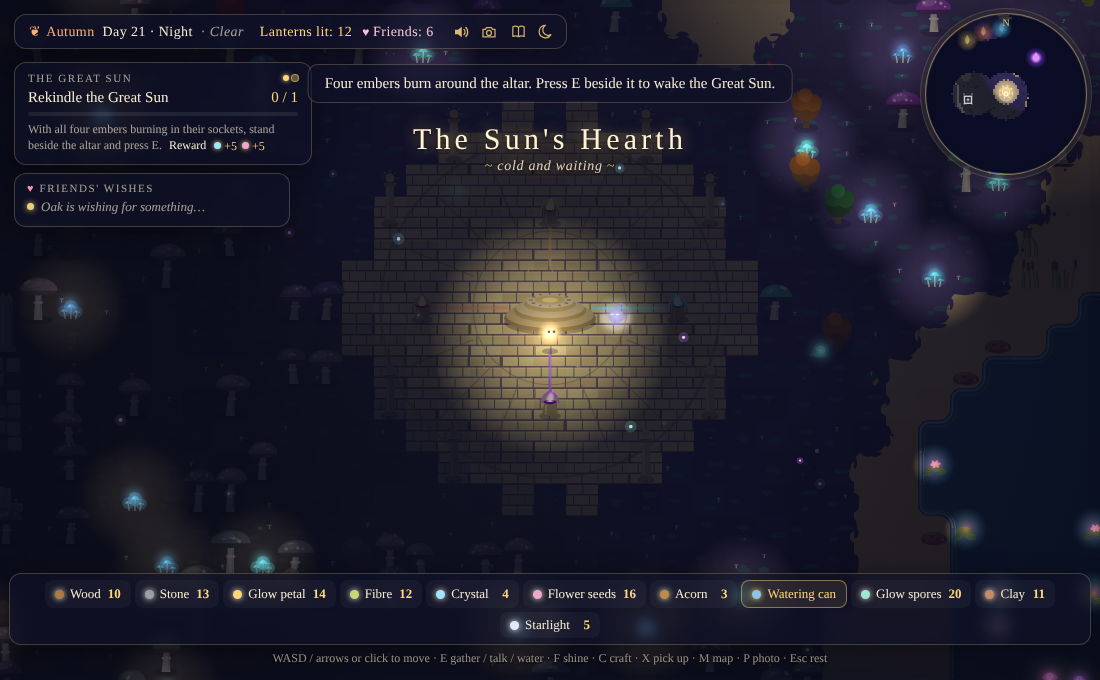 Autumn Day 21 · Night · Clear Lanterns lit: 12 ♥ Friends: 6
N
THE GREAT SUN
Rekindle the Great Sun 0 / 1
With all four embers burning in their sockets, stand
beside the altar and press E. Reward +5 +5
♥ FRIENDS' WISHES
Oak is wishing for something…
Four embers burn around the altar. Press E beside it to wake the Great Sun.
The Sun's Hearth
~ cold and waiting ~
Wood 10 Stone 13 Glow petal 14 Fibre 12 Crystal 4 Flower seeds 16 Acorn 3 Watering can Glow spores 20 Clay 11
Starlight 5
WASD / arrows or click to move · E gather / talk / water · F shine · C craft · X pick up · M map · P photo · Esc rest